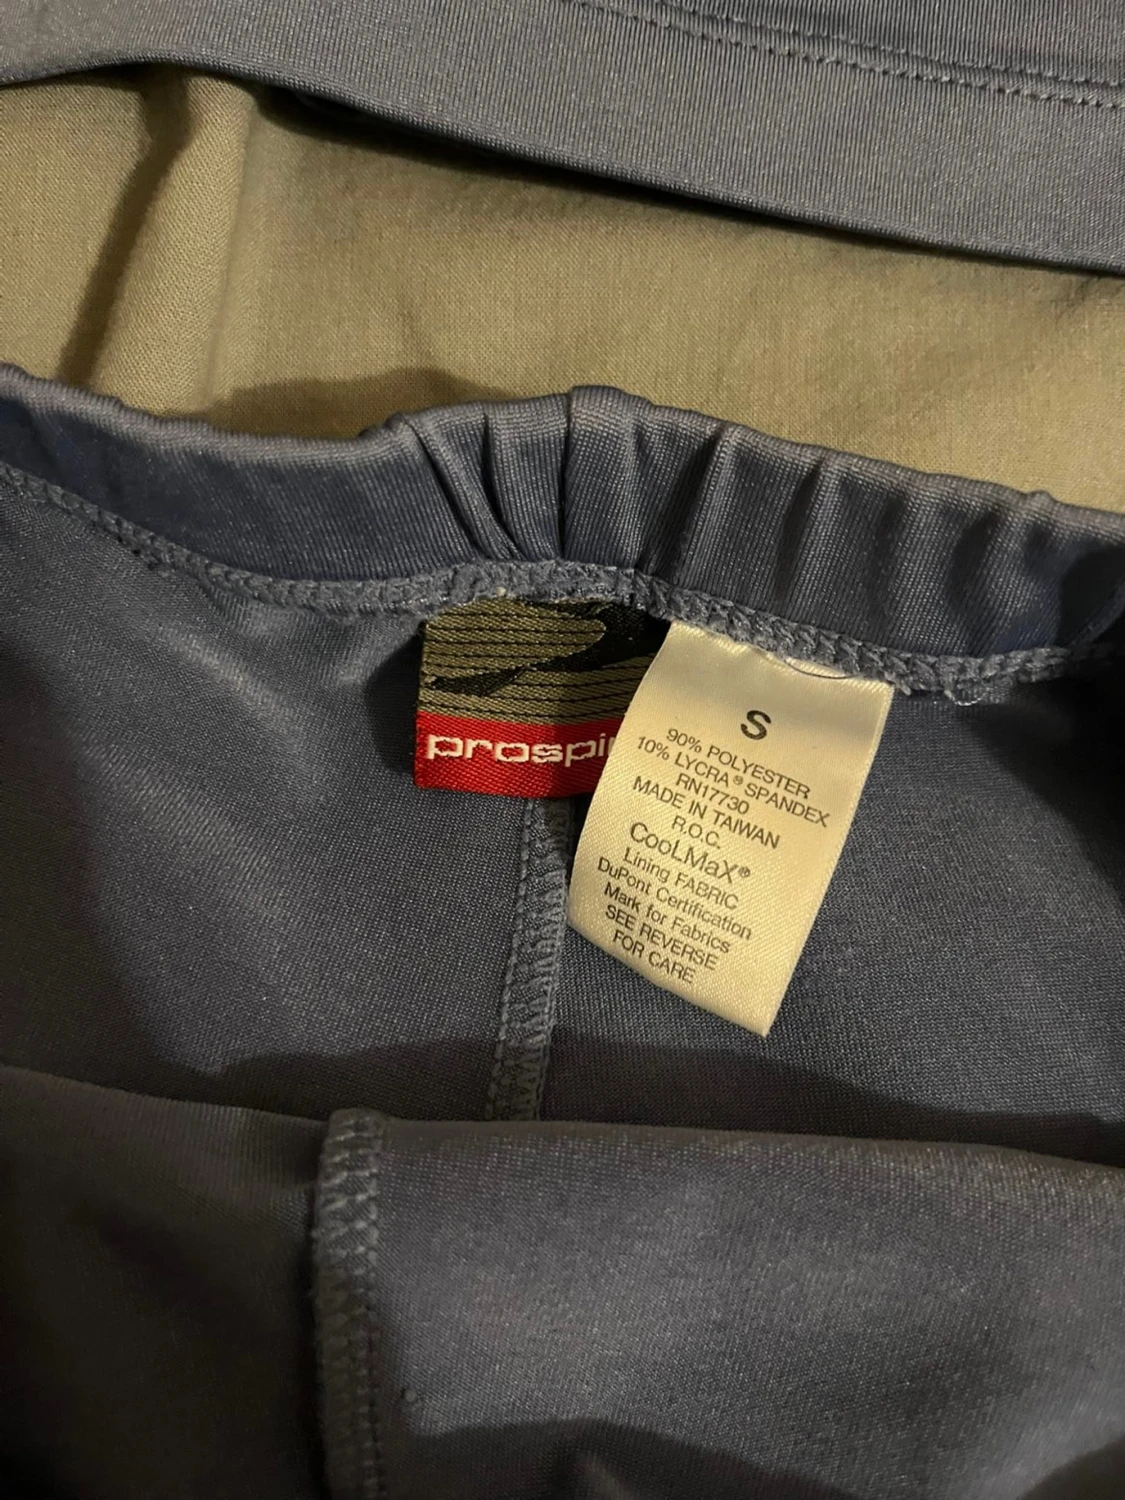 prospi
S
90% POLYESTER
10% LYCRA® SPANDEX
RN17730
MADE IN TAIWAN
R.O.C.
CooLMaX®
Lining FABRIC
DuPont Certification
Mark for Fabrics
SEE REVERSE
FOR CARE